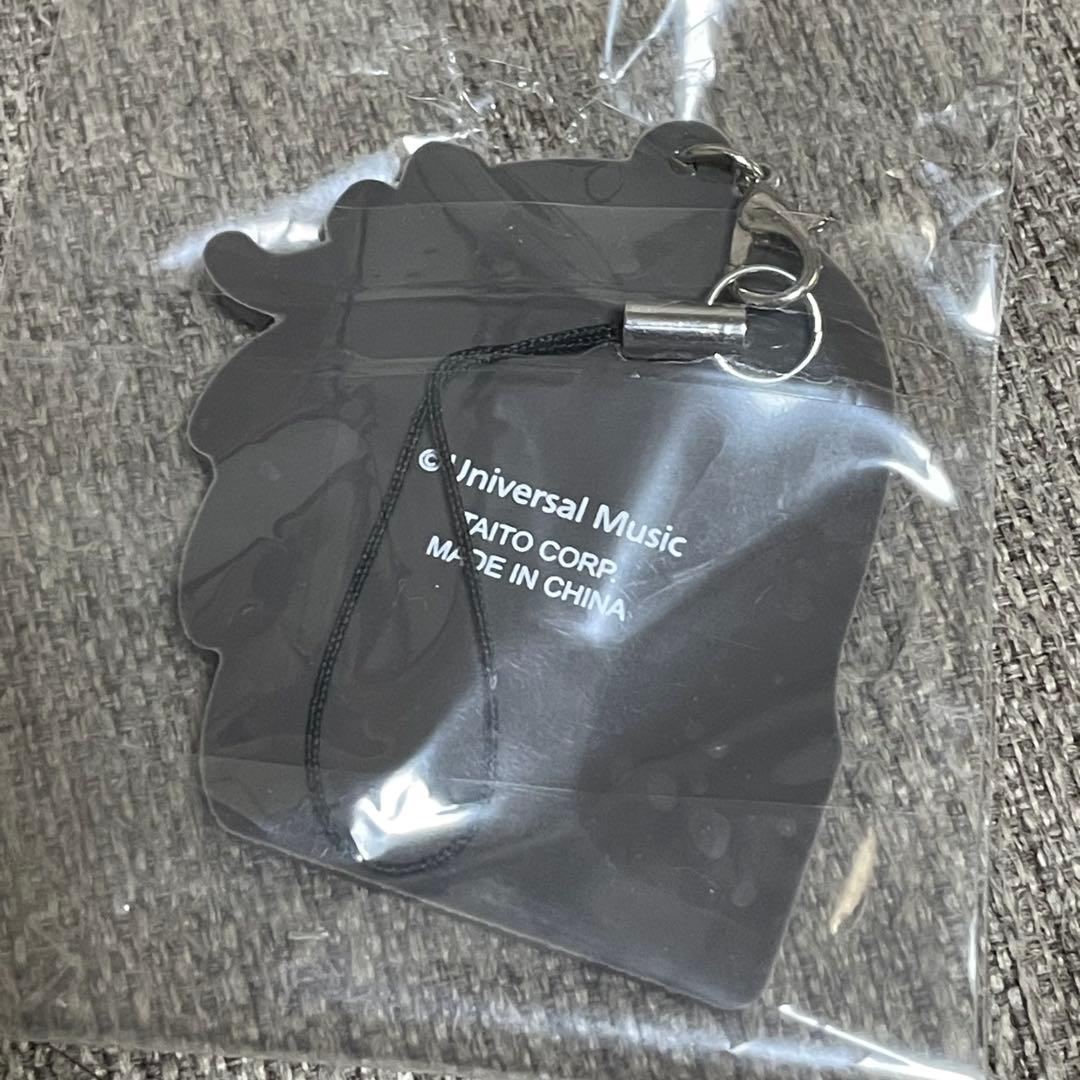 © Universal Music
TAITO CORP.
MADE IN CHINA